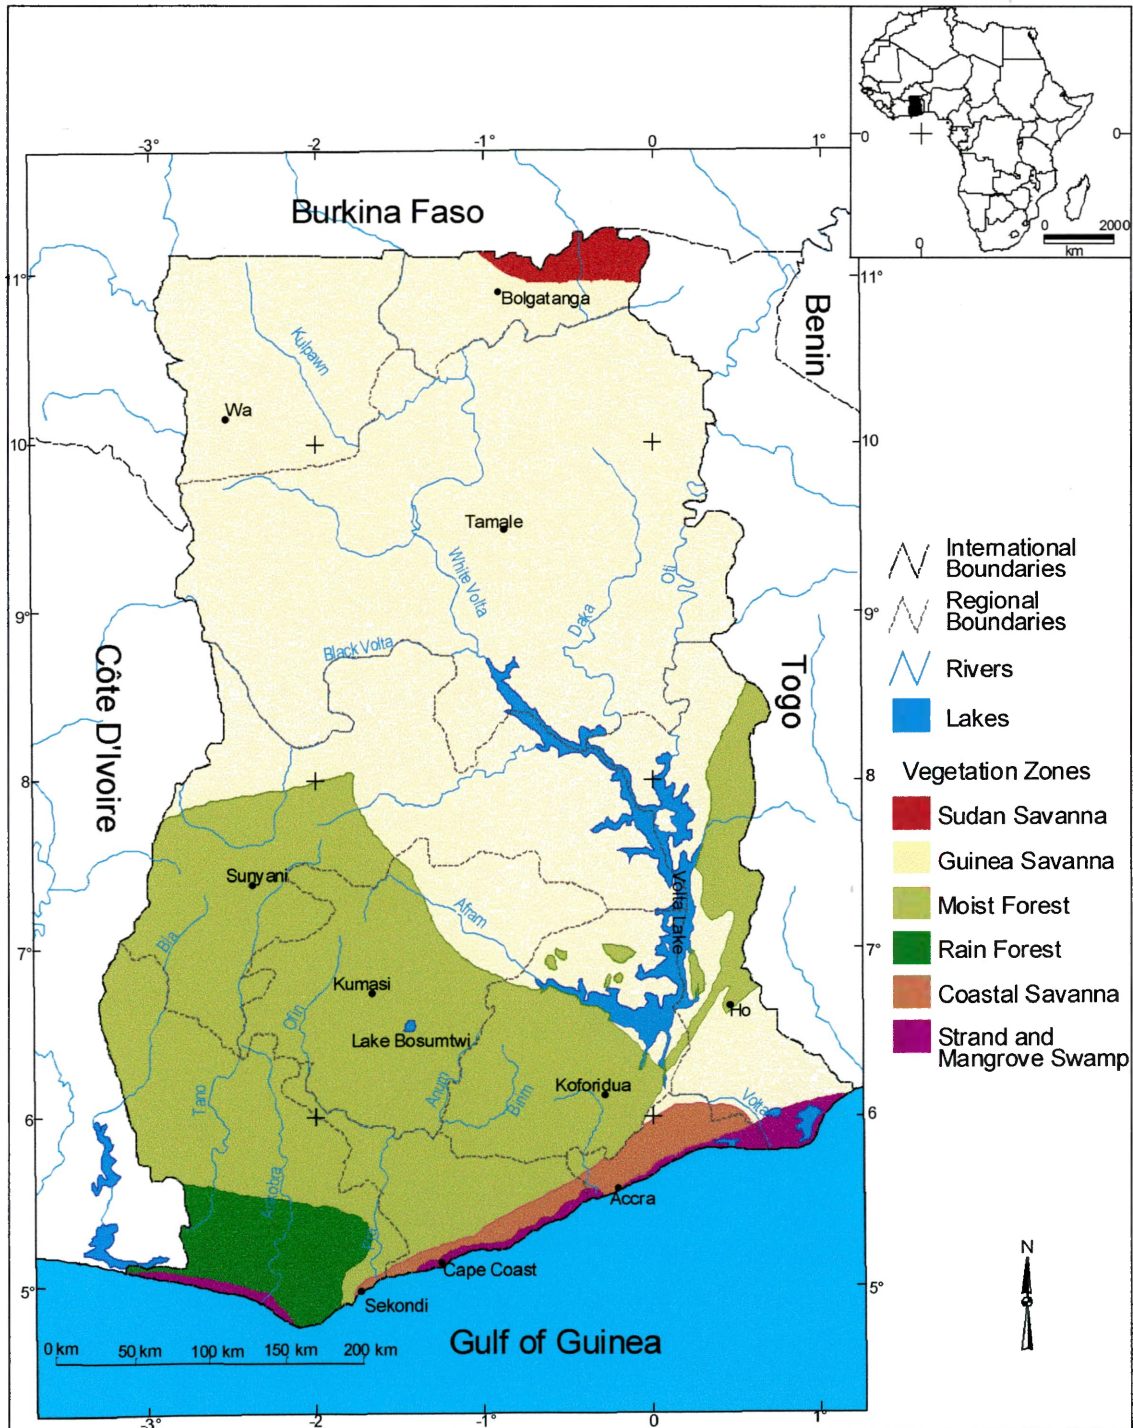 0
0
0
0
2000
km
-3°
-2
-1°
0
1°
Burkina Faso
11°
11°
Bolgatanga
Benin
Kulpawn
Wa
10
10
Tamale
White Volta
Oti
Daka
International
Boundaries
Regional
Boundaries
9°
9°
Black Volta
Côte D'Ivoire
Togo
Rivers
Lakes
8
8
Vegetation Zones
Sudan Savanna
Guinea Savanna
Moist Forest
Rain Forest
Coastal Savanna
Strand and
Mangrove Swamp
Sunyani
Volta Lake
Afram
Bia
7°
7°
Kumasi
Ofin
Ho
Lake Bosumtwi
Koforidua
Anum
Birim
Tano
Volta
6
6
Ankobra
Pra
Accra
Cape Coast
5°
5°
Sekondi
N
Gulf of Guinea
0 km
50 km
100 km
150 km
200 km
-3°
-2
-1°
0
1°